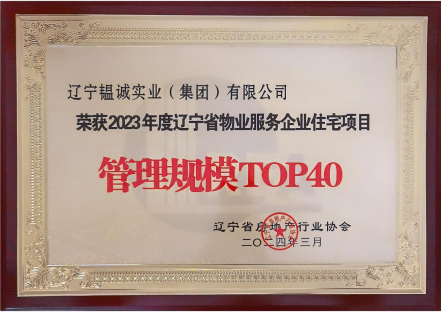 辽宁韫诚实业（集团）有限公司
荣获2023年度辽宁省物业服务企业住宅项目
管理规模TOP40
辽宁省房地产行业协会
二〇二四年三月